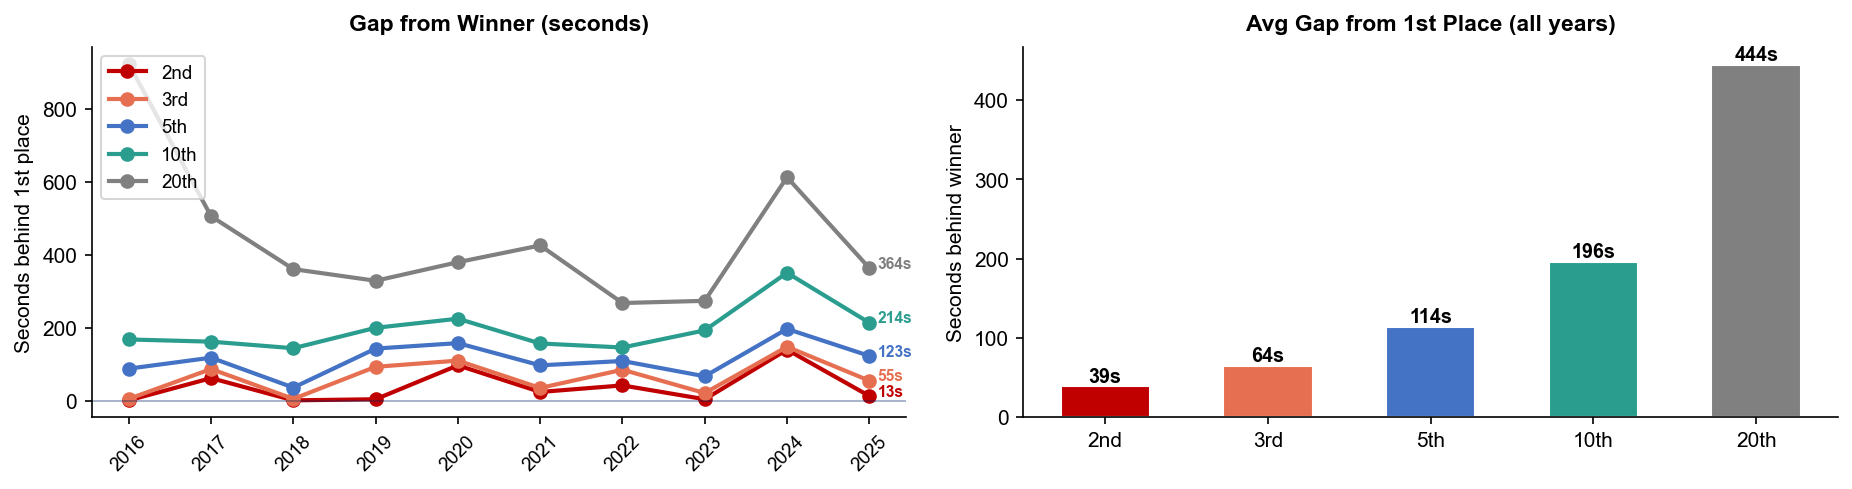 Gap from Winner (seconds)
Seconds behind 1st place
800
600
400
200
0
2nd
3rd
5th
10th
20th
364s
214s
123s
55s
13s
2016
2017
2018
2019
2020
2021
2022
2023
2024
2025
Avg Gap from 1st Place (all years)
Seconds behind winner
400
300
200
100
0
39s
64s
114s
196s
444s
2nd
3rd
5th
10th
20th